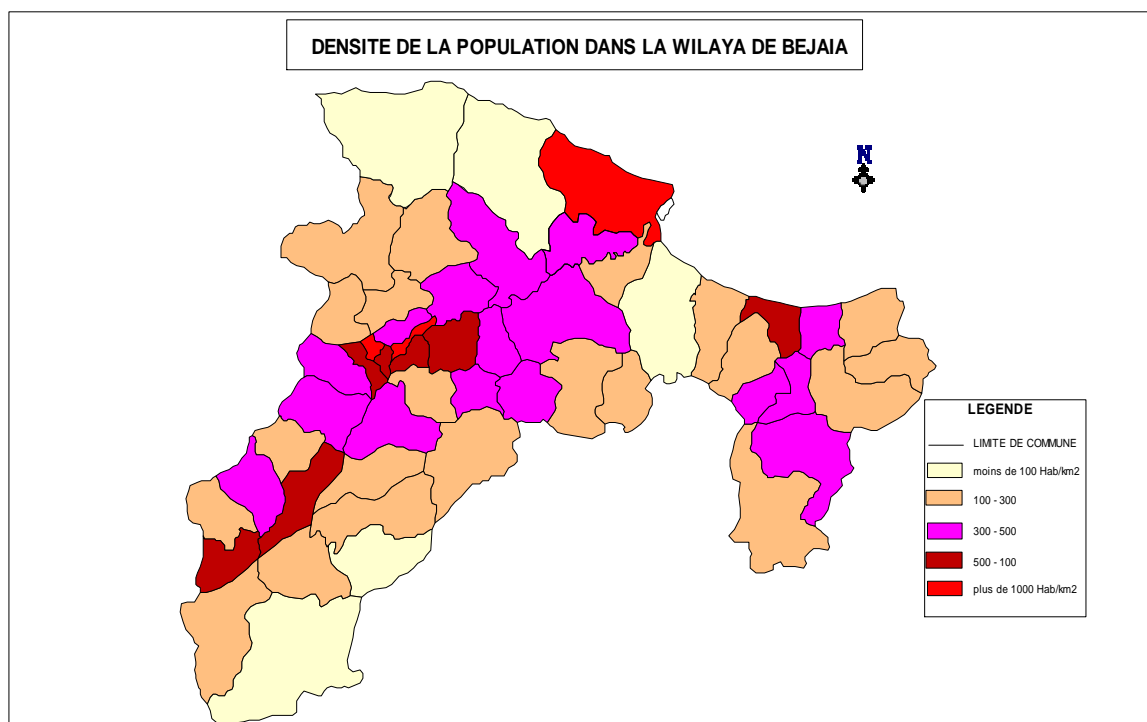 DENSITE DE LA POPULATION DANS LA WILAYA DE BEJAIA
N
LEGENDE
LIMITE DE COMMUNE
moins de 100 Hab/km2
100 - 300
300 - 500
500 - 100
plus de 1000 Hab/km2